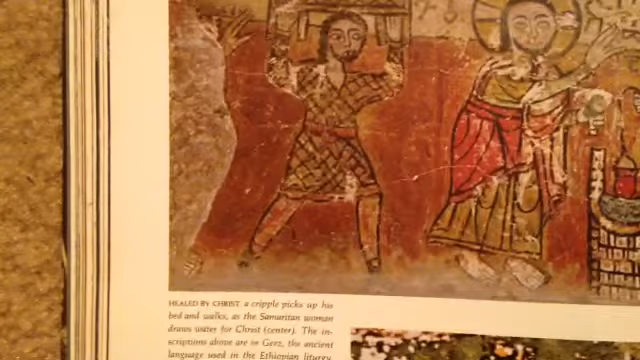 HEALED BY CHRIST, a cripple picks up his
bed and walks, as the Samaritan woman
draws water for Christ (center). The in-
scriptions above are in Geez, the ancient
language used in the Ethiopian liturgy.